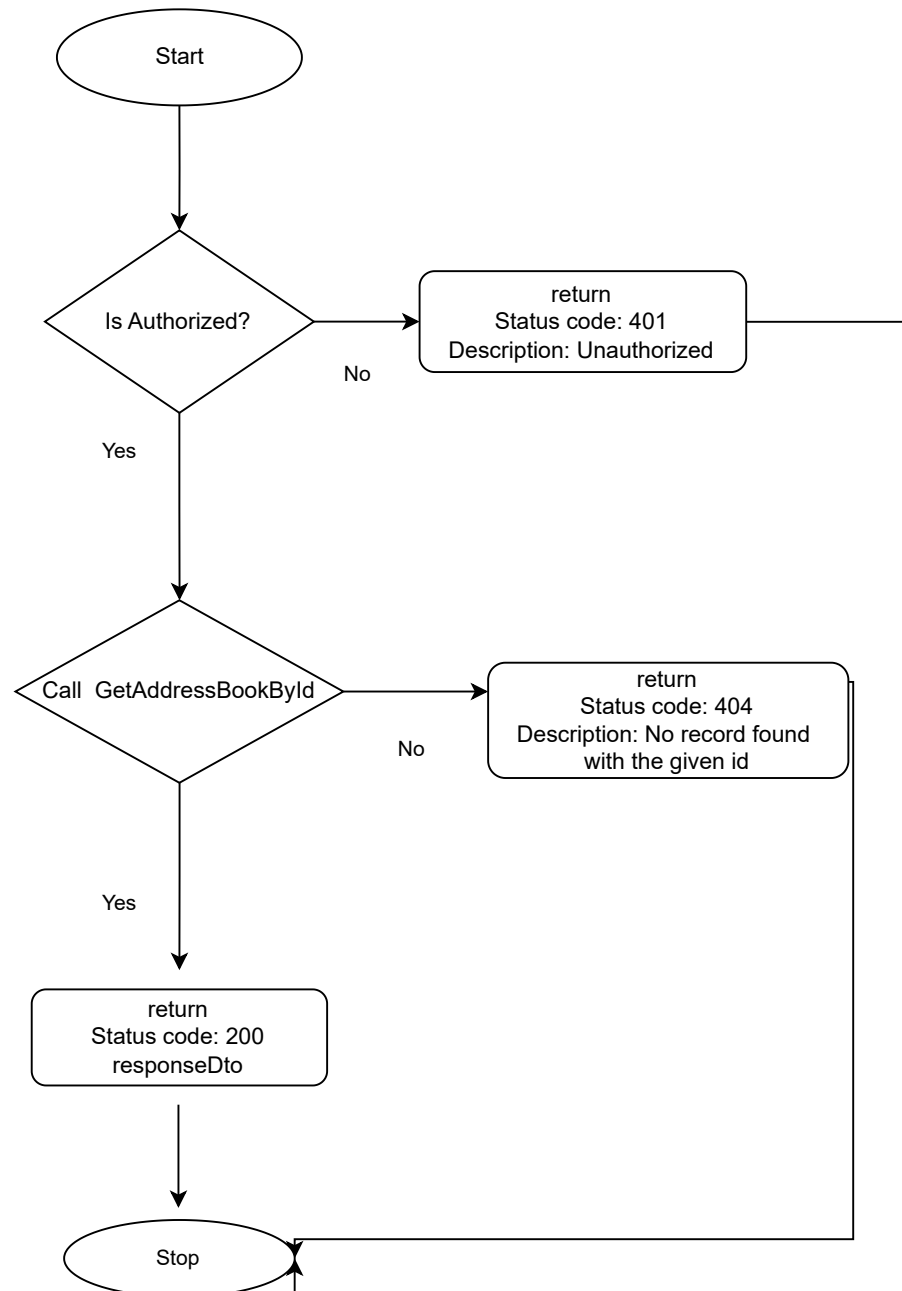 Start
Is Authorized?
No
return
Status code: 401
Description: Unauthorized
Yes
Call  GetAddressBookById
No
return
Status code: 404
Description: No record found
with the given id
Yes
return
Status code: 200
responseDto
Stop